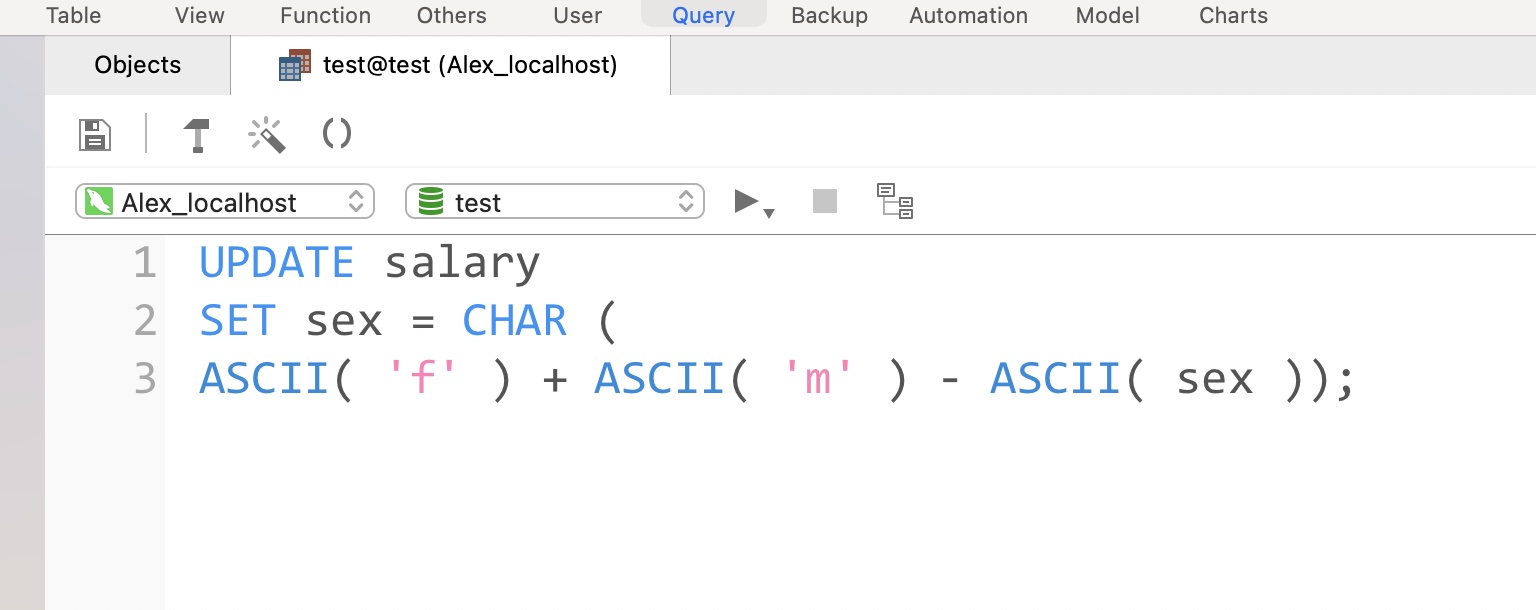 Table View Function Others User Query Backup Automation Model Charts
Objects test@test (Alex_localhost)
Alex_localhost test
1 UPDATE salary
2 SET sex = CHAR (
3 ASCII( 'f' ) + ASCII( 'm' ) - ASCII( sex ));